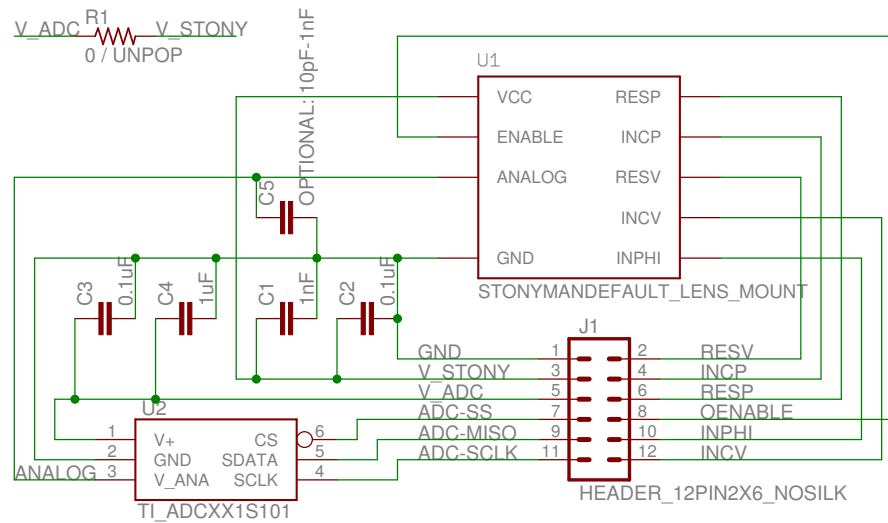 R1
V_ADC
V_STONY
0 / UNPOP
OPTIONAL: 10pF-1nF
C5
U1
VCC
RESP
ENABLE
INCP
ANALOG
RESV
INCV
GND
INPHI
STONYMANDEFAULT_LENS_MOUNT
C3
0.1uF
C4
1uF
C1
1nF
C2
0.1uF
J1
GND 1 2 RESV
V_STONY 3 4 INCP
V_ADC 5 6 RESP
ADC-SS 7 8 OENABLE
ADC-MISO 9 10 INPHI
ADC-SCLK 11 12 INCV
HEADER_12PIN2X6_NOSILK
U2
1 V+ CS 6
2 GND SDATA 5
ANALOG 3 V_ANA SCLK 4
TI_ADCXX1S101